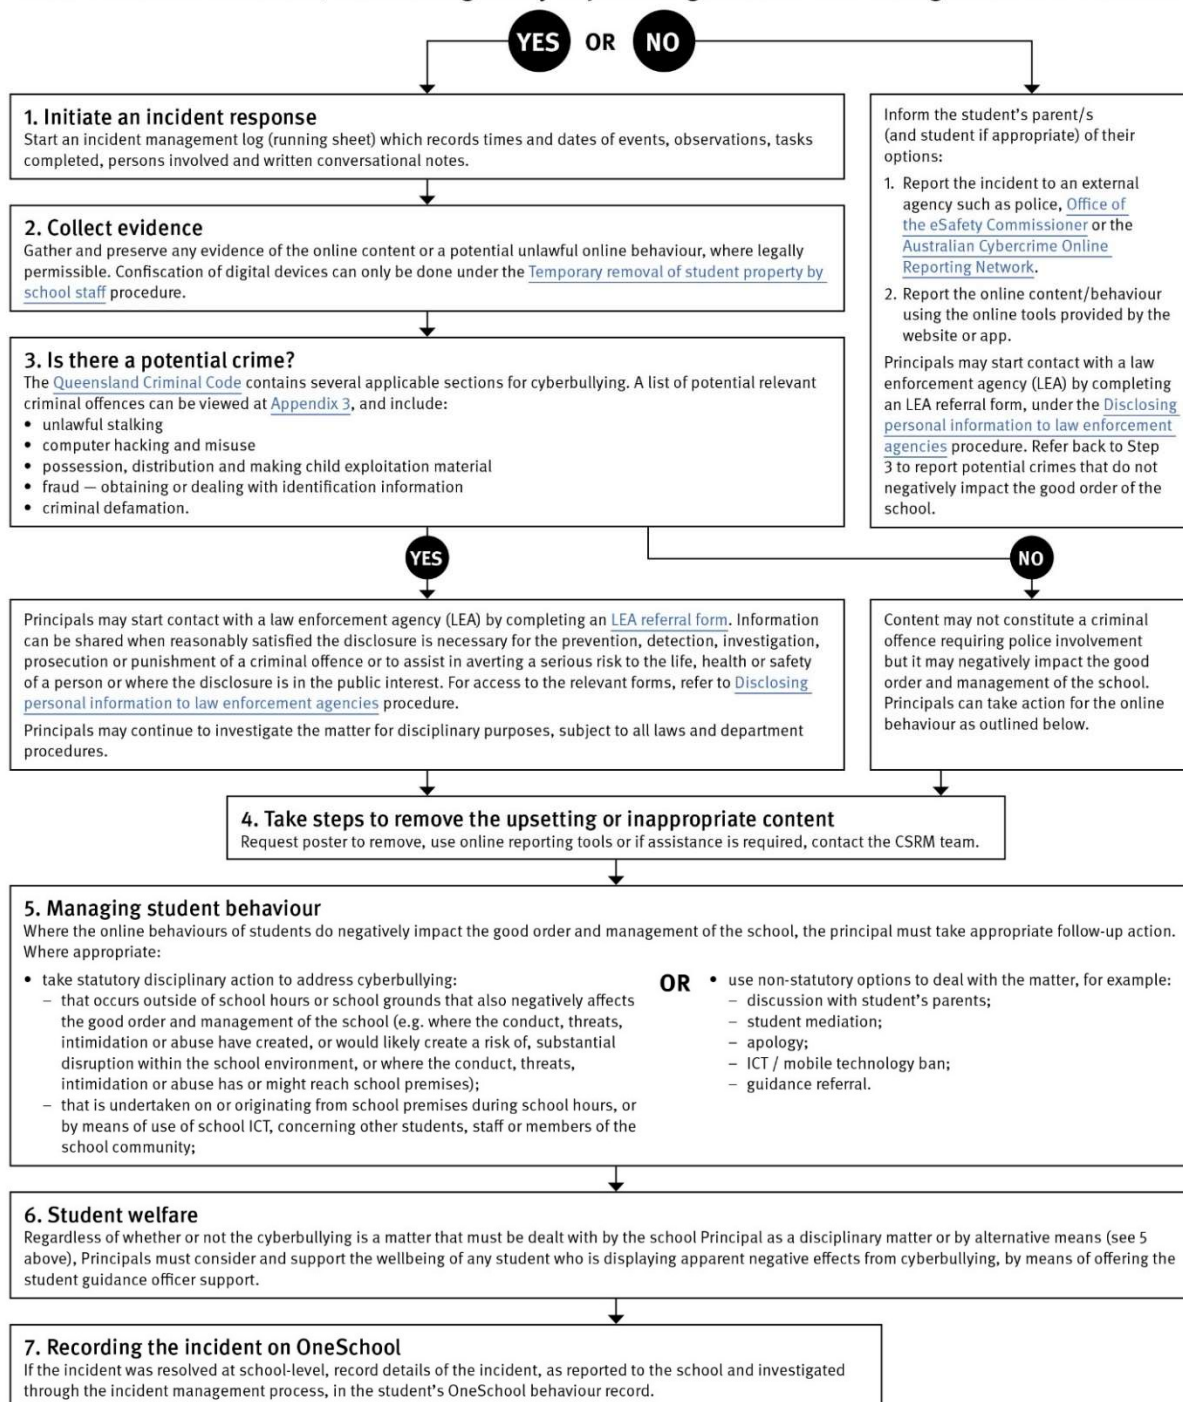 YES OR NO
1. Initiate an incident response
Start an incident management log (running sheet) which records times and dates of events, observations, tasks
completed, persons involved and written conversational notes.
2. Collect evidence
Gather and preserve any evidence of the online content or a potential unlawful online behaviour, where legally
permissible. Confiscation of digital devices can only be done under the Temporary removal of student property by
school staff procedure.
3. Is there a potential crime?
The Queensland Criminal Code contains several applicable sections for cyberbullying. A list of potential relevant
criminal offences can be viewed at Appendix 3, and include:
• unlawful stalking
• computer hacking and misuse
• possession, distribution and making child exploitation material
• fraud — obtaining or dealing with identification information
• criminal defamation.
Inform the student's parent/s
(and student if appropriate) of their
options:
1. Report the incident to an external
agency such as police, Office of
the eSafety Commissioner or the
Australian Cybercrime Online
Reporting Network.
2. Report the online content/behaviour
using the online tools provided by the
website or app.
Principals may start contact with a law
enforcement agency (LEA) by completing
an LEA referral form, under the Disclosing
personal information to law enforcement
agencies procedure. Refer back to Step
3 to report potential crimes that do not
negatively impact the good order of the
school.
YES
NO
Principals may start contact with a law enforcement agency (LEA) by completing an LEA referral form. Information
can be shared when reasonably satisfied the disclosure is necessary for the prevention, detection, investigation,
prosecution or punishment of a criminal offence or to assist in averting a serious risk to the life, health or safety
of a person or where the disclosure is in the public interest. For access to the relevant forms, refer to Disclosing
personal information to law enforcement agencies procedure.
Principals may continue to investigate the matter for disciplinary purposes, subject to all laws and department
procedures.
Content may not constitute a criminal
offence requiring police involvement
but it may negatively impact the good
order and management of the school.
Principals can take action for the online
behaviour as outlined below.
4. Take steps to remove the upsetting or inappropriate content
Request poster to remove, use online reporting tools or if assistance is required, contact the CSRM team.
5. Managing student behaviour
Where the online behaviours of students do negatively impact the good order and management of the school, the principal must take appropriate follow-up action.
Where appropriate:
• take statutory disciplinary action to address cyberbullying:
– that occurs outside of school hours or school grounds that also negatively affects
the good order and management of the school (e.g. where the conduct, threats,
intimidation or abuse have created, or would likely create a risk of, substantial
disruption within the school environment, or where the conduct, threats,
intimidation or abuse has or might reach school premises);
– that is undertaken on or originating from school premises during school hours, or
by means of use of school ICT, concerning other students, staff or members of the
school community;
OR
• use non-statutory options to deal with the matter, for example:
– discussion with student's parents;
– student mediation;
– apology;
– ICT / mobile technology ban;
– guidance referral.
6. Student welfare
Regardless of whether or not the cyberbullying is a matter that must be dealt with by the school Principal as a disciplinary matter or by alternative means (see 5
above), Principals must consider and support the wellbeing of any student who is displaying apparent negative effects from cyberbullying, by means of offering the
student guidance officer support.
7. Recording the incident on OneSchool
If the incident was resolved at school-level, record details of the incident, as reported to the school and investigated
through the incident management process, in the student's OneSchool behaviour record.